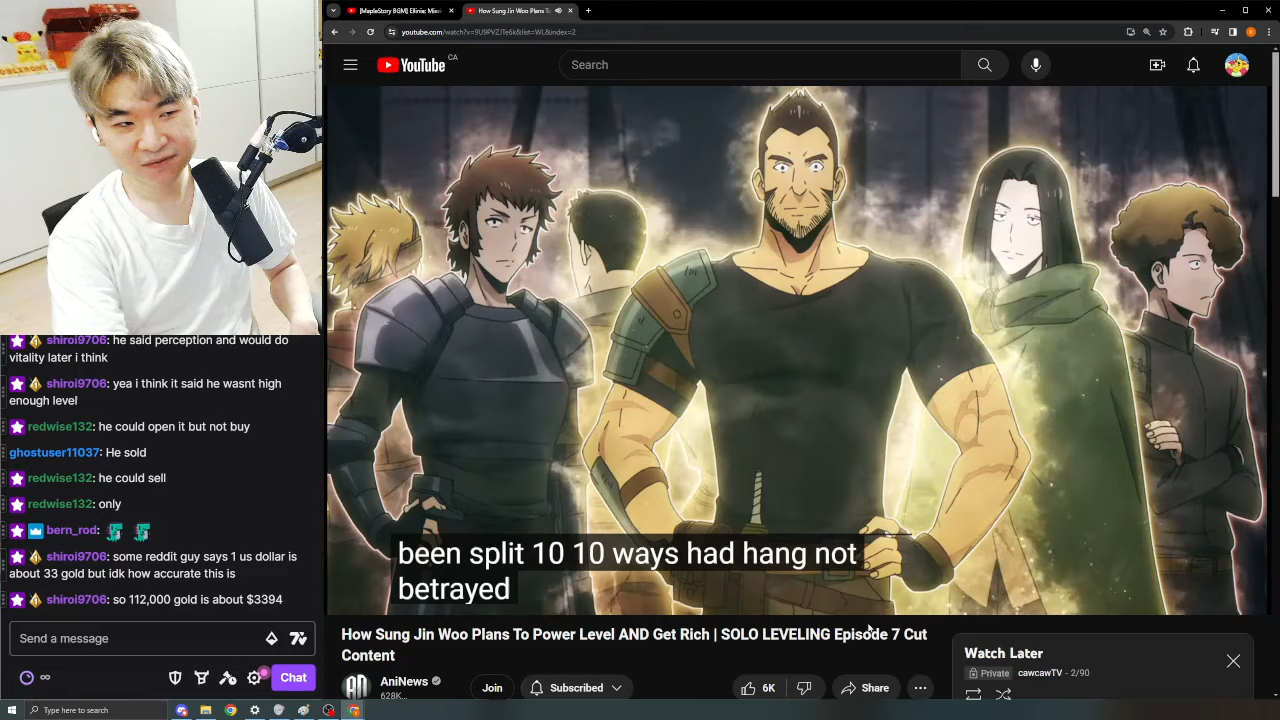 [MapleStory BGM] Ellinia: Miss
How Sung Jin Woo Plans To
youtube.com/watch?v=9U9PVZJTe6k&list=WL&index=2
YouTube CA
Search
been split 10 10 ways had hang not
betrayed
How Sung Jin Woo Plans To Power Level AND Get Rich | SOLO LEVELING Episode 7 Cut
Content
AniNews
628K
Join
Subscribed
6K
Share
Watch Later
Private cawcawTV - 2/90
shiroi9706: he said perception and would do
vitality later i think
shiroi9706: yea i think it said he wasnt high
enough level
redwise132: he could open it but not buy
ghostuser11037: He sold
redwise132: he could sell
redwise132: only
bern_rod:
shiroi9706: some reddit guy says 1 us dollar is
about 33 gold but idk how accurate this is
shiroi9706: so 112,000 gold is about $3394
Send a message
Chat
Type here to search